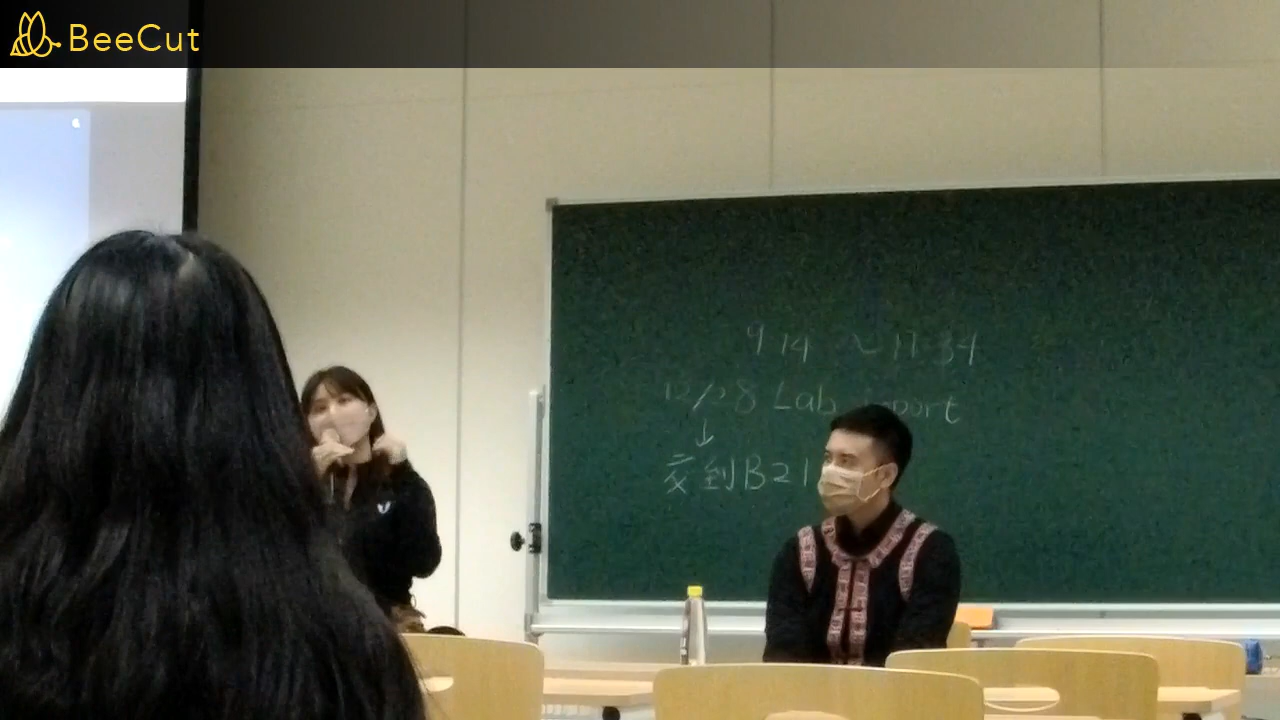 BeeCut
9 14 ~ 11 34
12/28 Lab
↓
交到B21